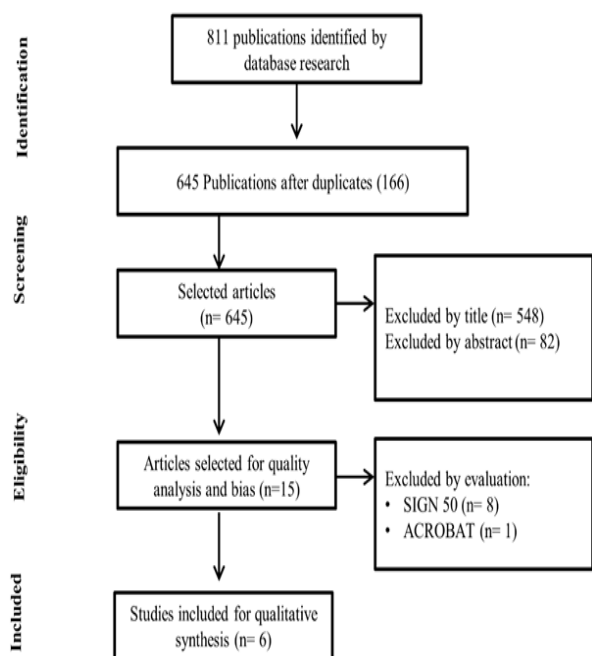 Identification
811 publications identified by
database research
645 Publications after duplicates (166)
Screening
Selected articles
(n= 645)
Excluded by title (n= 548)
Excluded by abstract (n= 82)
Eligibility
Articles selected for quality
analysis and bias (n=15)
Excluded by evaluation:
• SIGN 50 (n= 8)
• ACROBAT (n= 1)
Included
Studies included for qualitative
synthesis (n= 6)